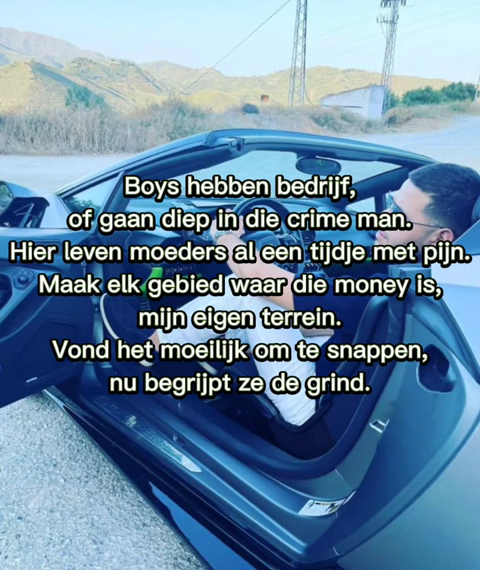 Boys hebben bedrijf,
of gaan diep in die crime man.
Hier leven moeders al een tijdje met pijn.
Maak elk gebied waar die money is,
mijn eigen terrein.
Vond het moeilijk om te snappen,
nu begrijpt ze de grind.